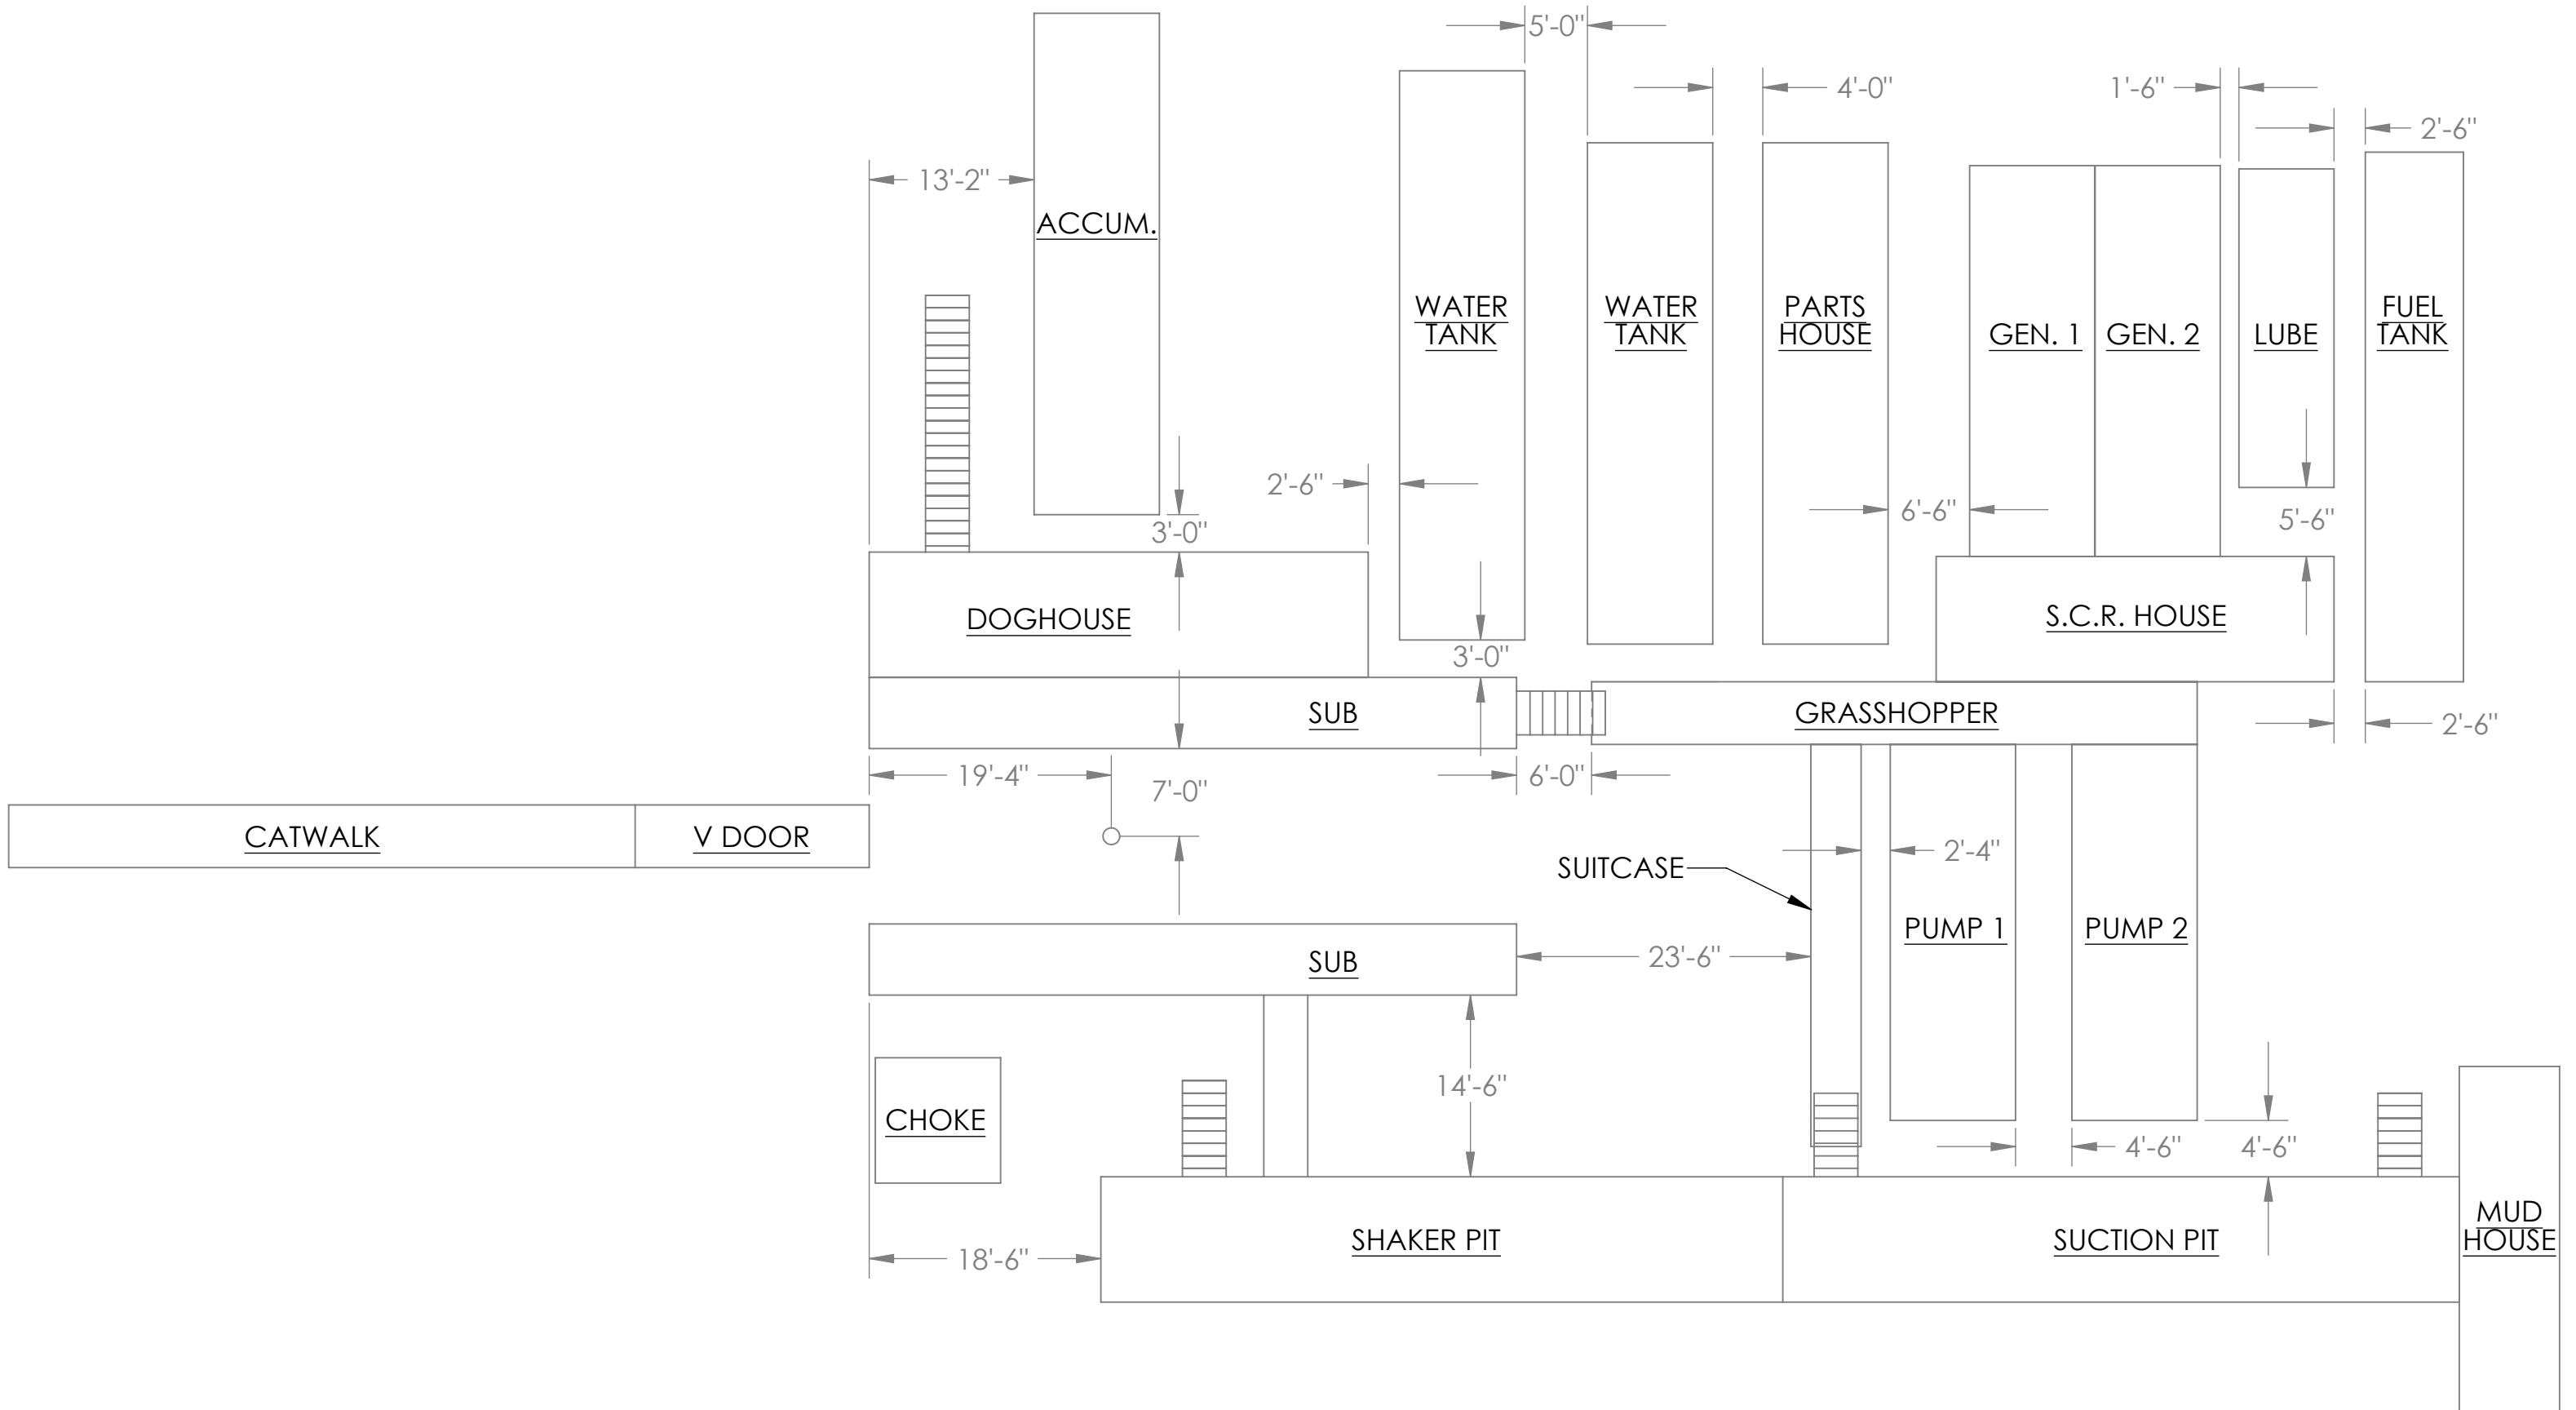 5'-0"
4'-0"
1'-6"
2'-6"
13'-2"
ACCUM.
WATER
TANK
WATER
TANK
PARTS
HOUSE
GEN. 1
GEN. 2
LUBE
FUEL
TANK
2'-6"
3'-0"
6'-6"
5'-6"
DOGHOUSE
S.C.R. HOUSE
3'-0"
SUB
GRASSHOPPER
2'-6"
19'-4"
7'-0"
6'-0"
CATWALK
V DOOR
2'-4"
SUITCASE
PUMP 1
PUMP 2
SUB
23'-6"
14'-6"
CHOKE
4'-6"
4'-6"
SHAKER PIT
SUCTION PIT
MUD
HOUSE
18'-6"